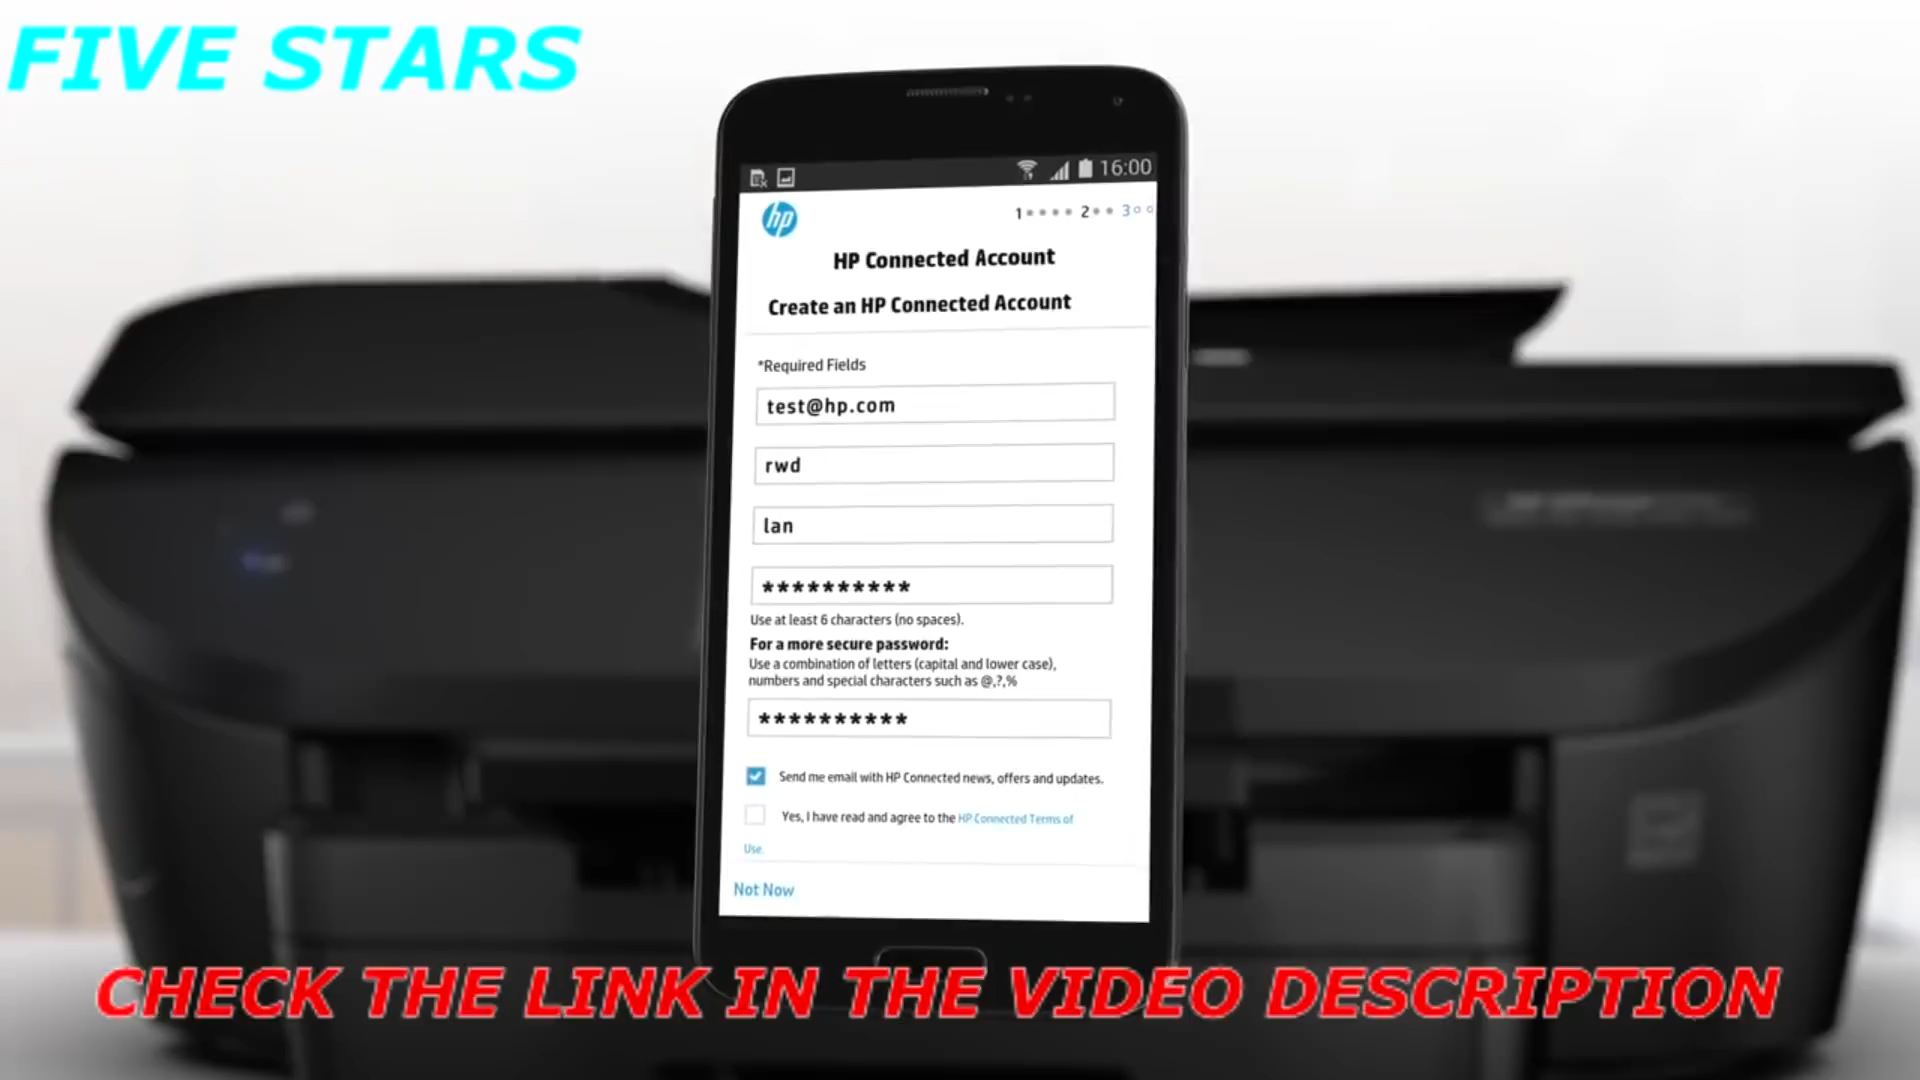 FIVE STARS
16:00
hp
1 2 3
HP Connected Account
Create an HP Connected Account
*Required Fields
test@hp.com
rwd
lan
**********
Use at least 6 characters (no spaces).
For a more secure password:
Use a combination of letters (capital and lower case),
numbers and special characters such as @,?,%
**********
Send me email with HP Connected news, offers and updates.
Yes, I have read and agree to the HP Connected Terms of
Use.
Not Now
CHECK THE LINK IN THE VIDEO DESCRIPTION